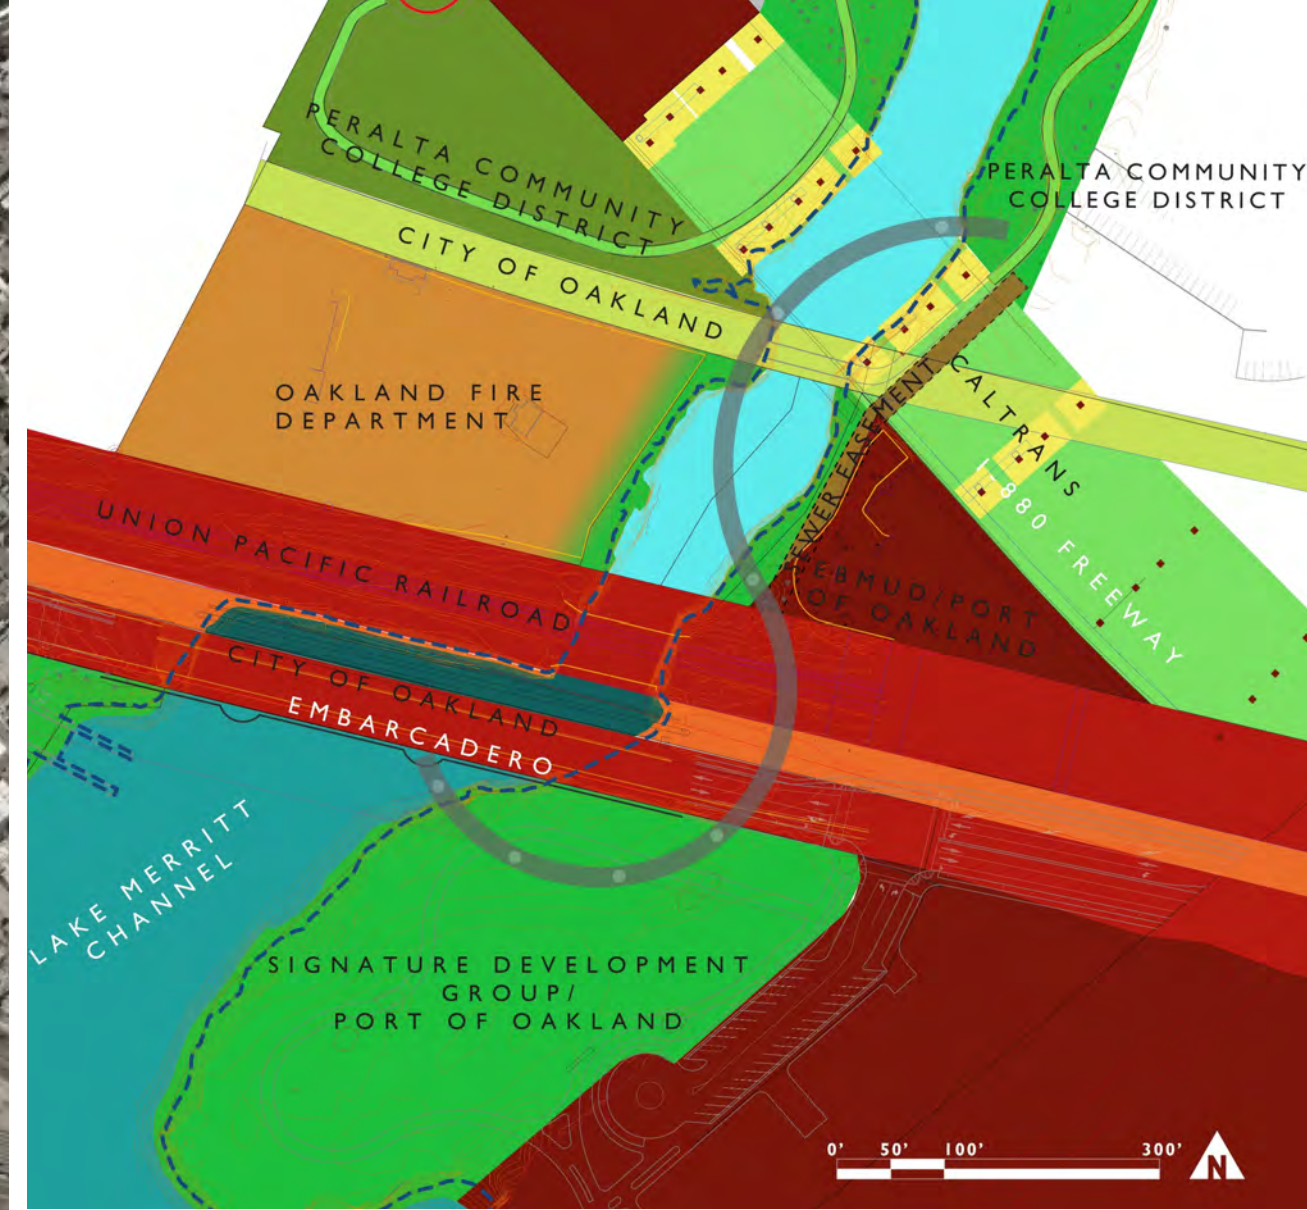 PERALTA COMMUNITY
COLLEGE DISTRICT
PERALTA COMMUNITY
COLLEGE DISTRICT
CITY OF OAKLAND
OAKLAND FIRE
DEPARTMENT
CALTRANS
I-880 FREEWAY
SEWER EASEMENT
UNION PACIFIC RAILROAD
EBMUD/PORT
OF OAKLAND
CITY OF OAKLAND
EMBARCADERO
LAKE MERRITT
CHANNEL
SIGNATURE DEVELOPMENT
GROUP/
PORT OF OAKLAND
0' 50' 100' 300'
N